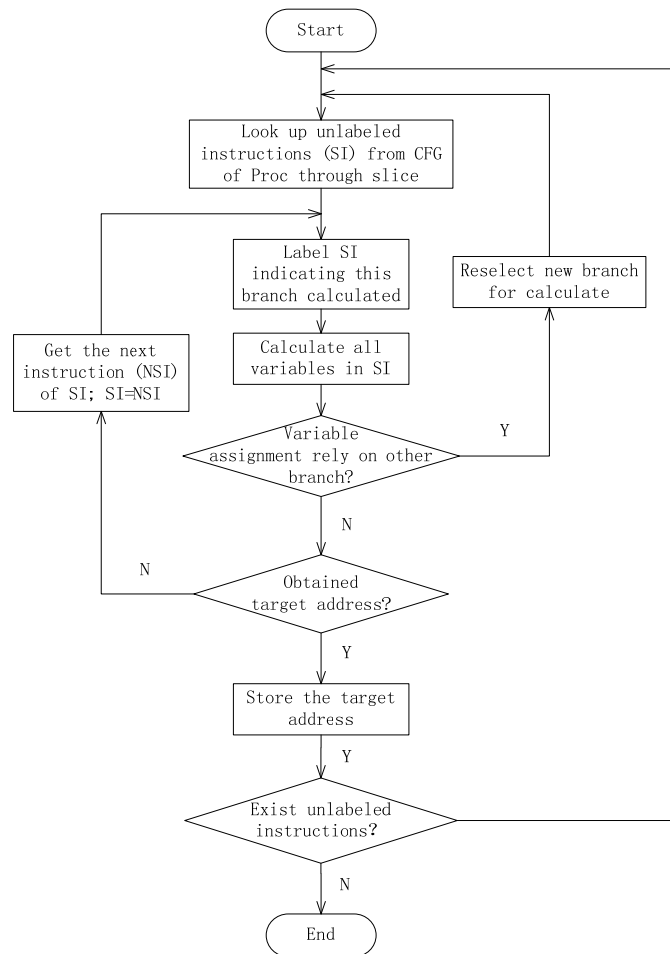 Start
Look up unlabeled
instructions (SI) from CFG
of Proc through slice
Label SI
indicating this
branch calculated
Reselect new branch
for calculate
Get the next
instruction (NSI)
of SI; SI=NSI
Calculate all
variables in SI
Variable
assignment rely on other
branch?
Y
N
N
Obtained
target address?
Y
Store the target
address
Y
Exist unlabeled
instructions?
N
End